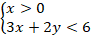 {x > 0
{3x + 2y < 6